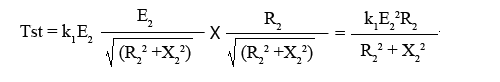 Tst = k₁E₂ E₂/√(R₂² +X₂²) X R₂/√(R₂² +X₂²) = k₁E₂²R₂/R₂² + X₂²